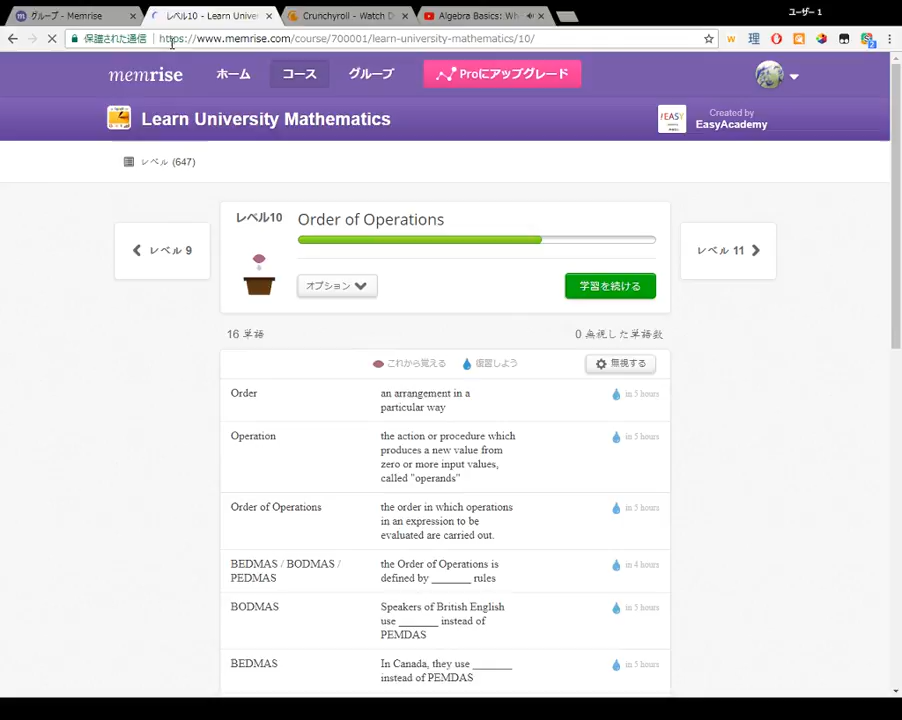 グループ - Memrise
レベル10 - Learn Univer
Crunchyroll - Watch D
Algebra Basics: Wh
ユーザー 1
保護された通信
https://www.memrise.com/course/700001/learn-university-mathematics/10/
memrise
ホーム
コース
グループ
Proにアップグレード
Learn University Mathematics
Created by
EasyAcademy
レベル (647)
レベル10
Order of Operations
レベル 9
レベル 11
オプション
学習を続ける
16 単語
0 無視した単語数
これから覚える
復習しよう
無視する
Order
an arrangement in a
particular way
in 5 hours
Operation
the action or procedure which
produces a new value from
zero or more input values,
called "operands"
in 5 hours
Order of Operations
the order in which operations
in an expression to be
evaluated are carried out.
in 5 hours
BEDMAS / BODMAS /
PEDMAS
the Order of Operations is
defined by _______ rules
in 4 hours
BODMAS
Speakers of British English
use _______ instead of
PEMDAS
in 5 hours
BEDMAS
In Canada, they use _______
instead of PEMDAS
in 5 hours